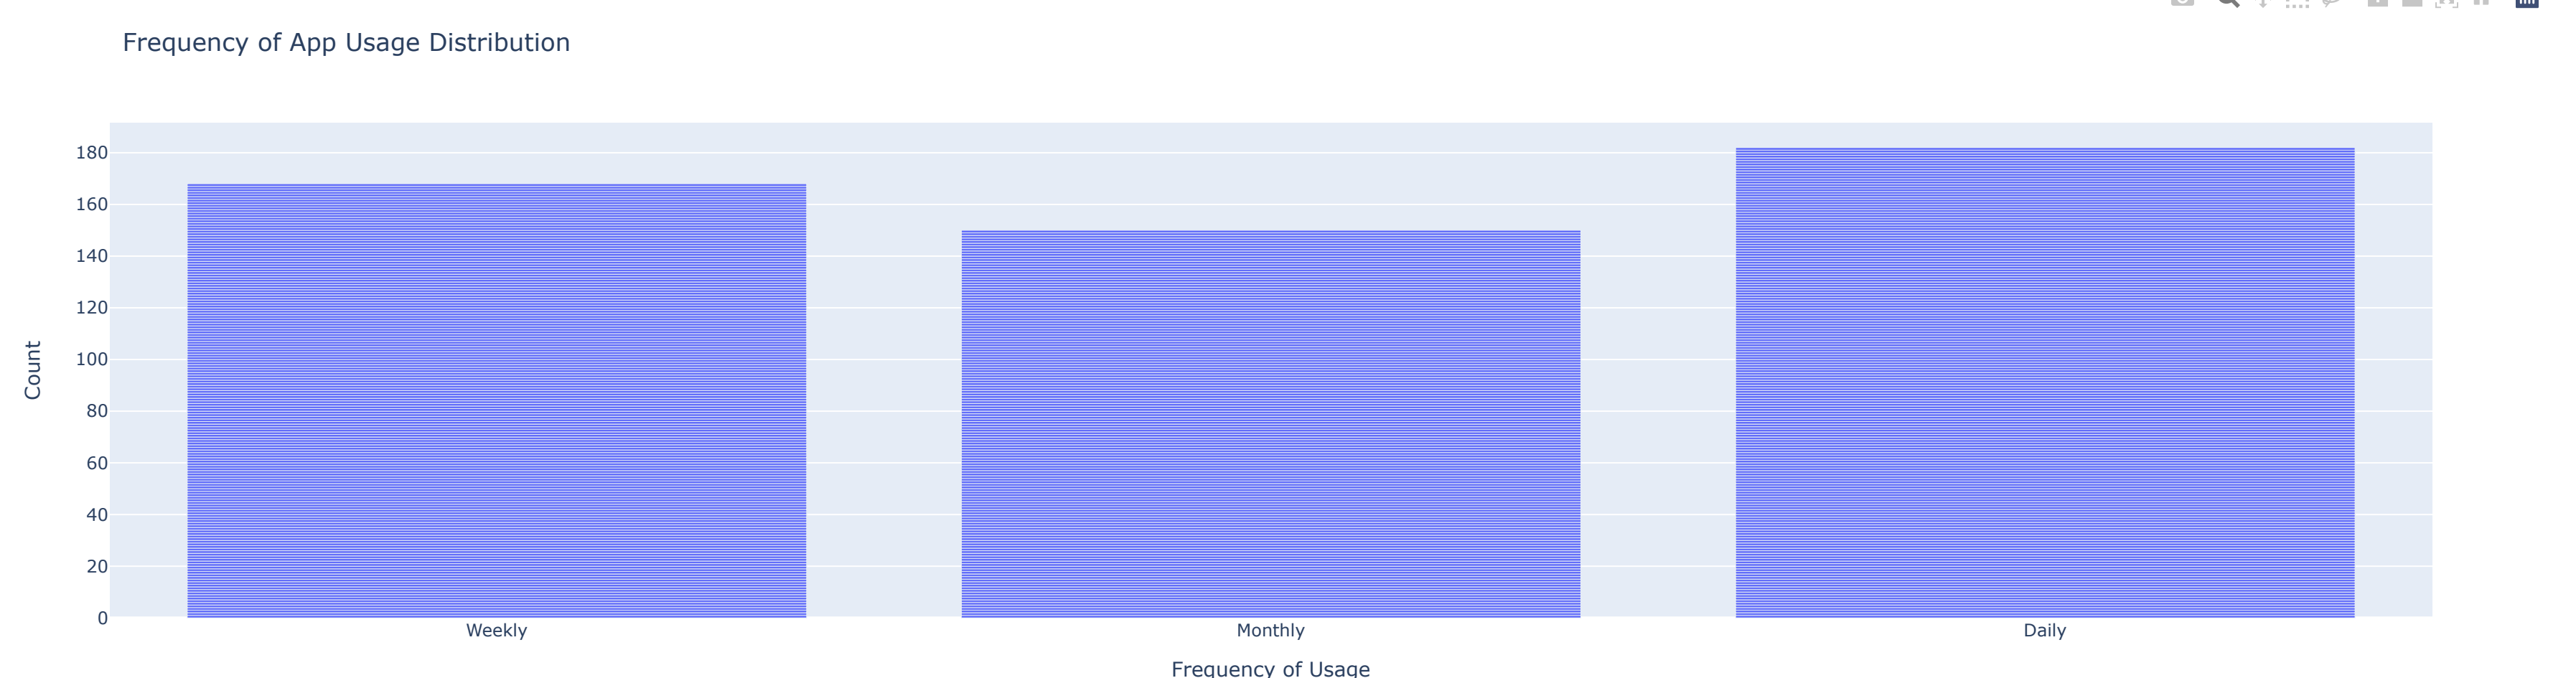 Frequency of App Usage Distribution
180
160
140
120
100
80
60
40
20
0
Count
Weekly
Monthly
Daily
Frequency of Usage